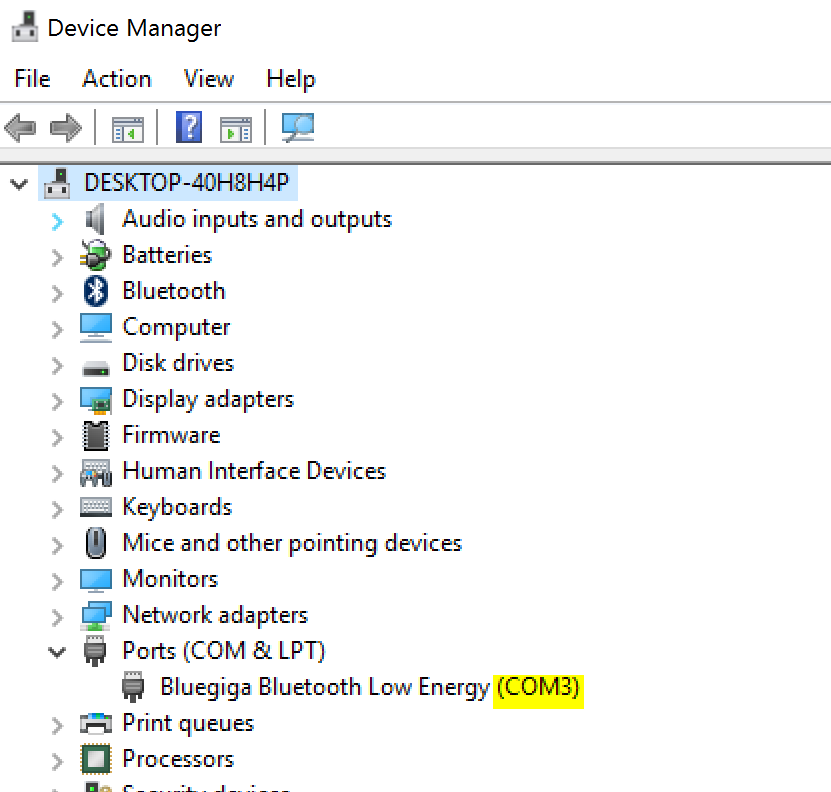 Device Manager
File Action View Help
DESKTOP-40H8H4P
Audio inputs and outputs
Batteries
Bluetooth
Computer
Disk drives
Display adapters
Firmware
Human Interface Devices
Keyboards
Mice and other pointing devices
Monitors
Network adapters
Ports (COM & LPT)
Bluegiga Bluetooth Low Energy (COM3)
Print queues
Processors
Security devices